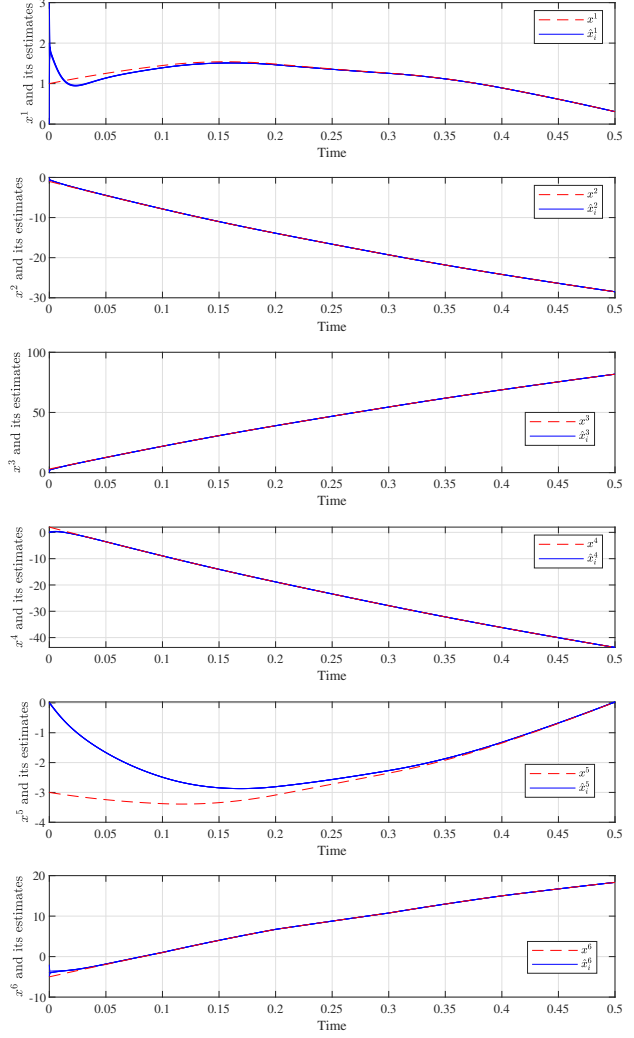 3
2
1
0
x^1 and its estimates
x^1
x̂_i^1
0 0.05 0.1 0.15 0.2 0.25 0.3 0.35 0.4 0.45 0.5
Time
0
-10
-20
-30
x^2 and its estimates
x^2
x̂_i^2
0 0.05 0.1 0.15 0.2 0.25 0.3 0.35 0.4 0.45 0.5
Time
100
50
0
x^3 and its estimates
x^3
x̂_i^3
0 0.05 0.1 0.15 0.2 0.25 0.3 0.35 0.4 0.45 0.5
Time
0
-10
-20
-30
-40
x^4 and its estimates
x^4
x̂_i^4
0 0.05 0.1 0.15 0.2 0.25 0.3 0.35 0.4 0.45 0.5
Time
0
-1
-2
-3
-4
x^5 and its estimates
x^5
x̂_i^5
0 0.05 0.1 0.15 0.2 0.25 0.3 0.35 0.4 0.45 0.5
Time
20
10
0
-10
x^6 and its estimates
x^6
x̂_i^6
0 0.05 0.1 0.15 0.2 0.25 0.3 0.35 0.4 0.45 0.5
Time